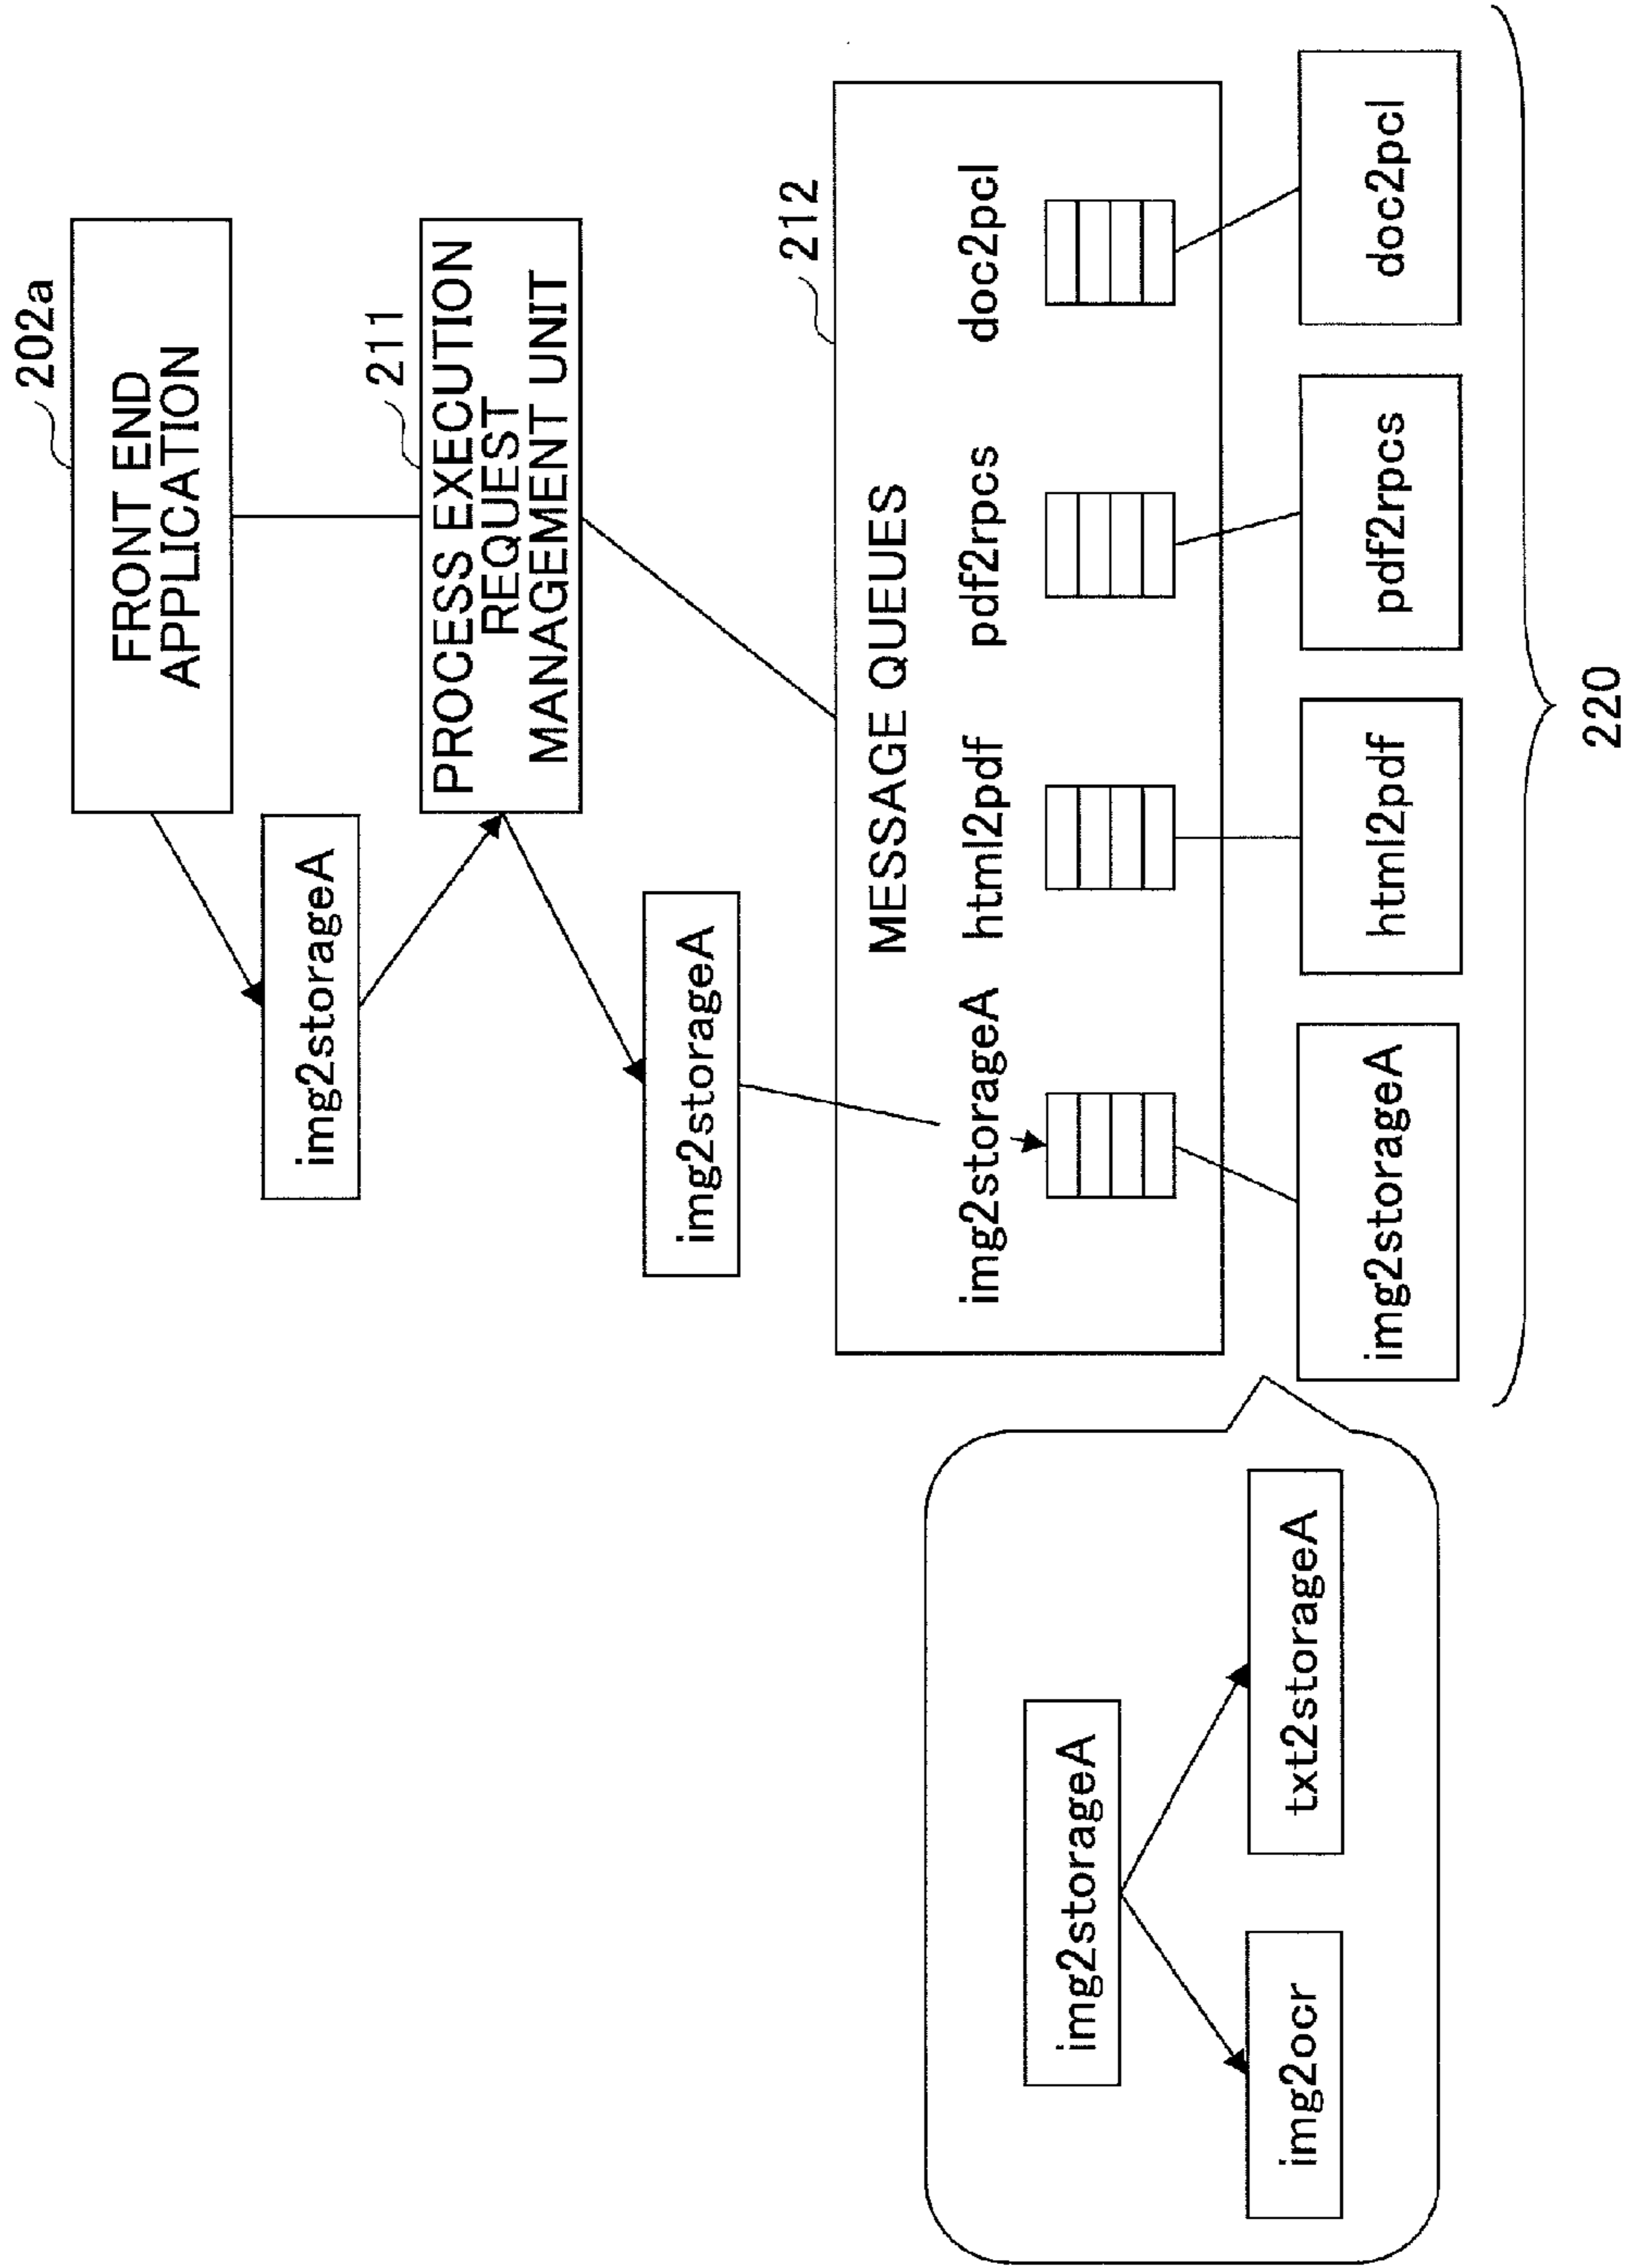 202a
FRONT END
APPLICATION
img2storageA
211
PROCESS EXECUTION
REQUEST
MANAGEMENT UNIT
img2storageA
212
MESSAGE QUEUES
img2storageA
html2pdf
pdf2rpcs
doc2pcl
img2storageA
html2pdf
pdf2rpcs
doc2pcl
220
img2storageA
img2ocr
txt2storageA